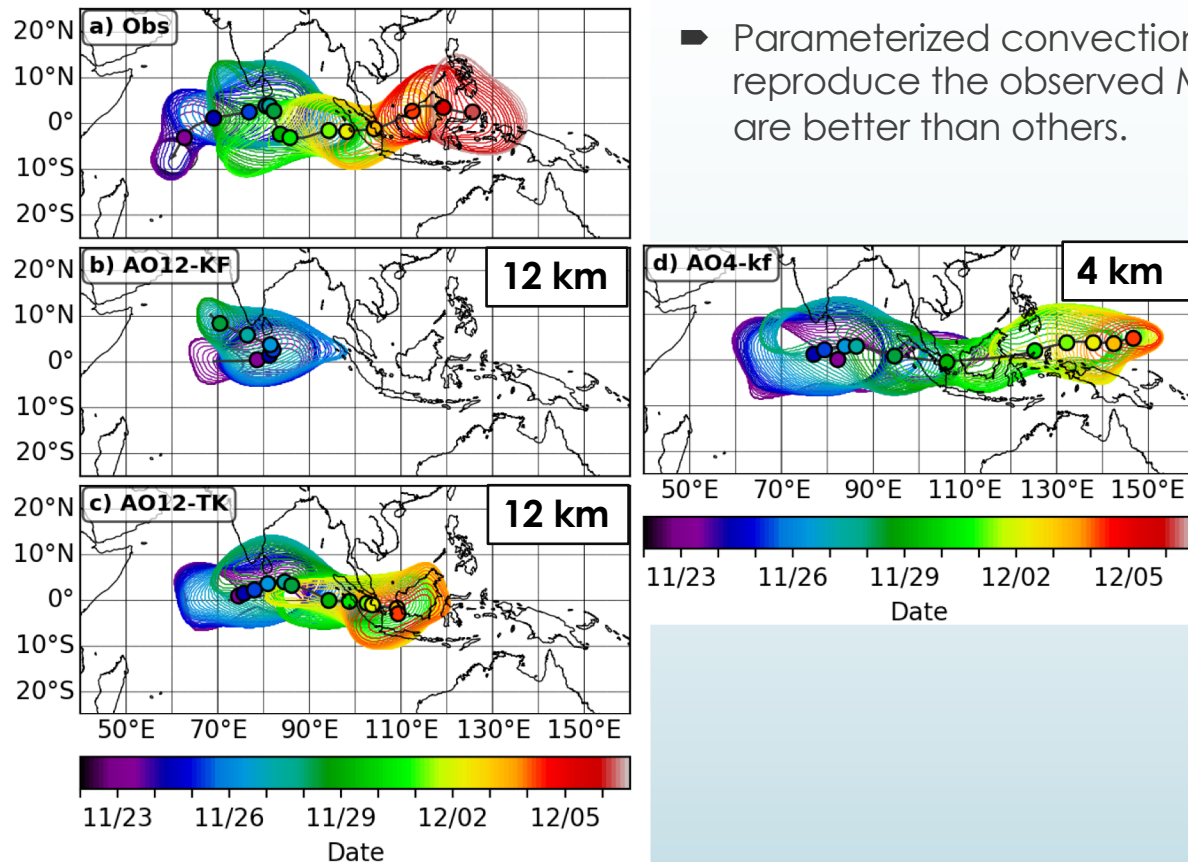 Parameterized convection
reproduce the observed M
are better than others.
a) Obs
20°N
10°N
0°
10°S
20°S
b) AO12-KF
12 km
20°N
10°N
0°
10°S
20°S
c) AO12-TK
12 km
20°N
10°N
0°
10°S
20°S
50°E 70°E 90°E 110°E 130°E 150°E
11/23 11/26 11/29 12/02 12/05
Date
d) AO4-kf
4 km
50°E 70°E 90°E 110°E 130°E 150°E
11/23 11/26 11/29 12/02 12/05
Date